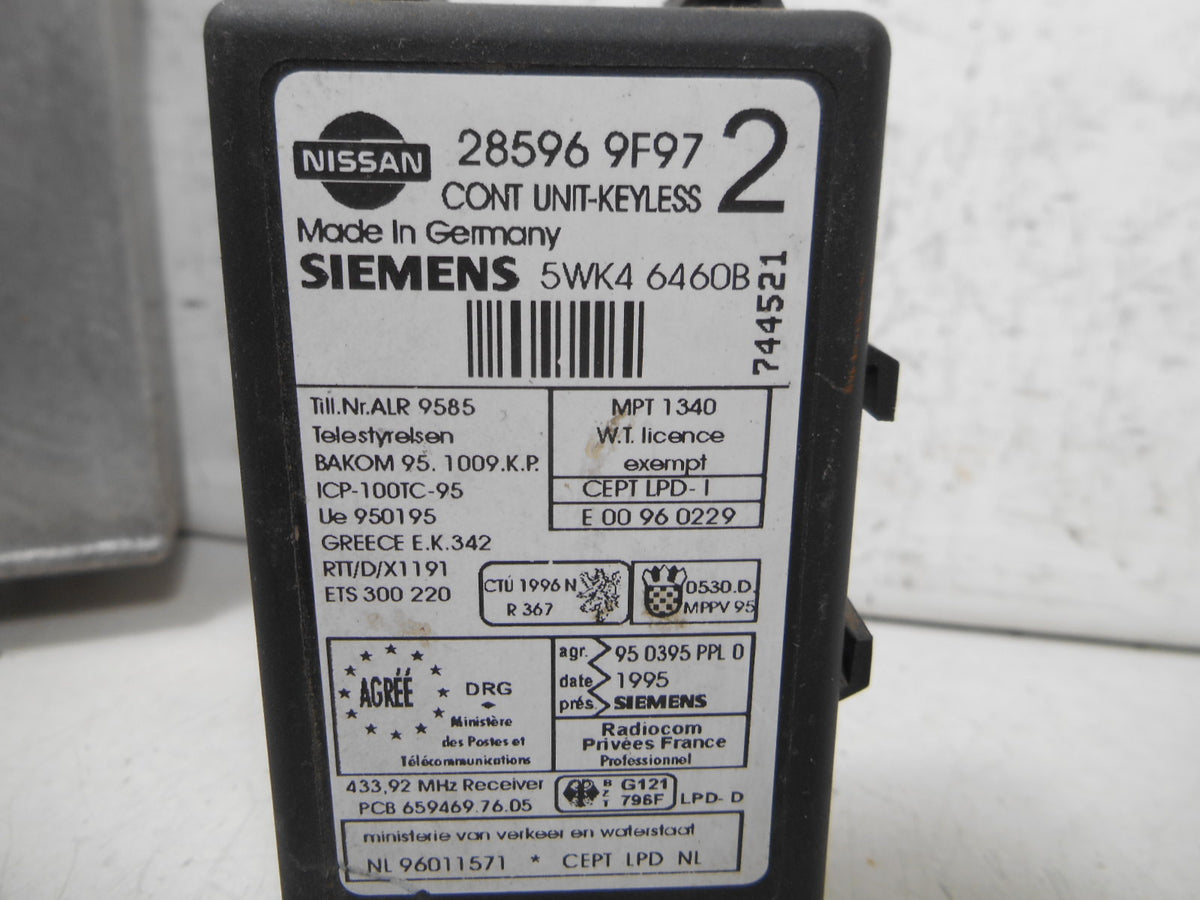 NISSAN
28596 9F97
2
CONT UNIT-KEYLESS
Made In Germany
SIEMENS 5WK4 6460B
744521
Till.Nr.ALR 9585
Telestyrelsen
BAKOM 95. 1009.K.P.
ICP-100TC-95
Ue 950195
GREECE E.K.342
RTT/D/X1191
ETS 300 220
MPT 1340
W.T. licence
exempt
CEPT LPD- I
E 00 96 0229
CTÚ 1996 N
R 367
0530.D.
MPPV 95
AGRÉÉ
DRG
Ministère
des Postes et
Télécommunications
agr. 95 0395 PPL 0
date 1995
prés. SIEMENS
Radiocom
Privées France
Professionnel
433,92 MHz Receiver
PCB 659469.76.05
BZT
G121
798F
LPD- D
ministerie van verkeer en waterstaat
NL 96011571 * CEPT LPD NL